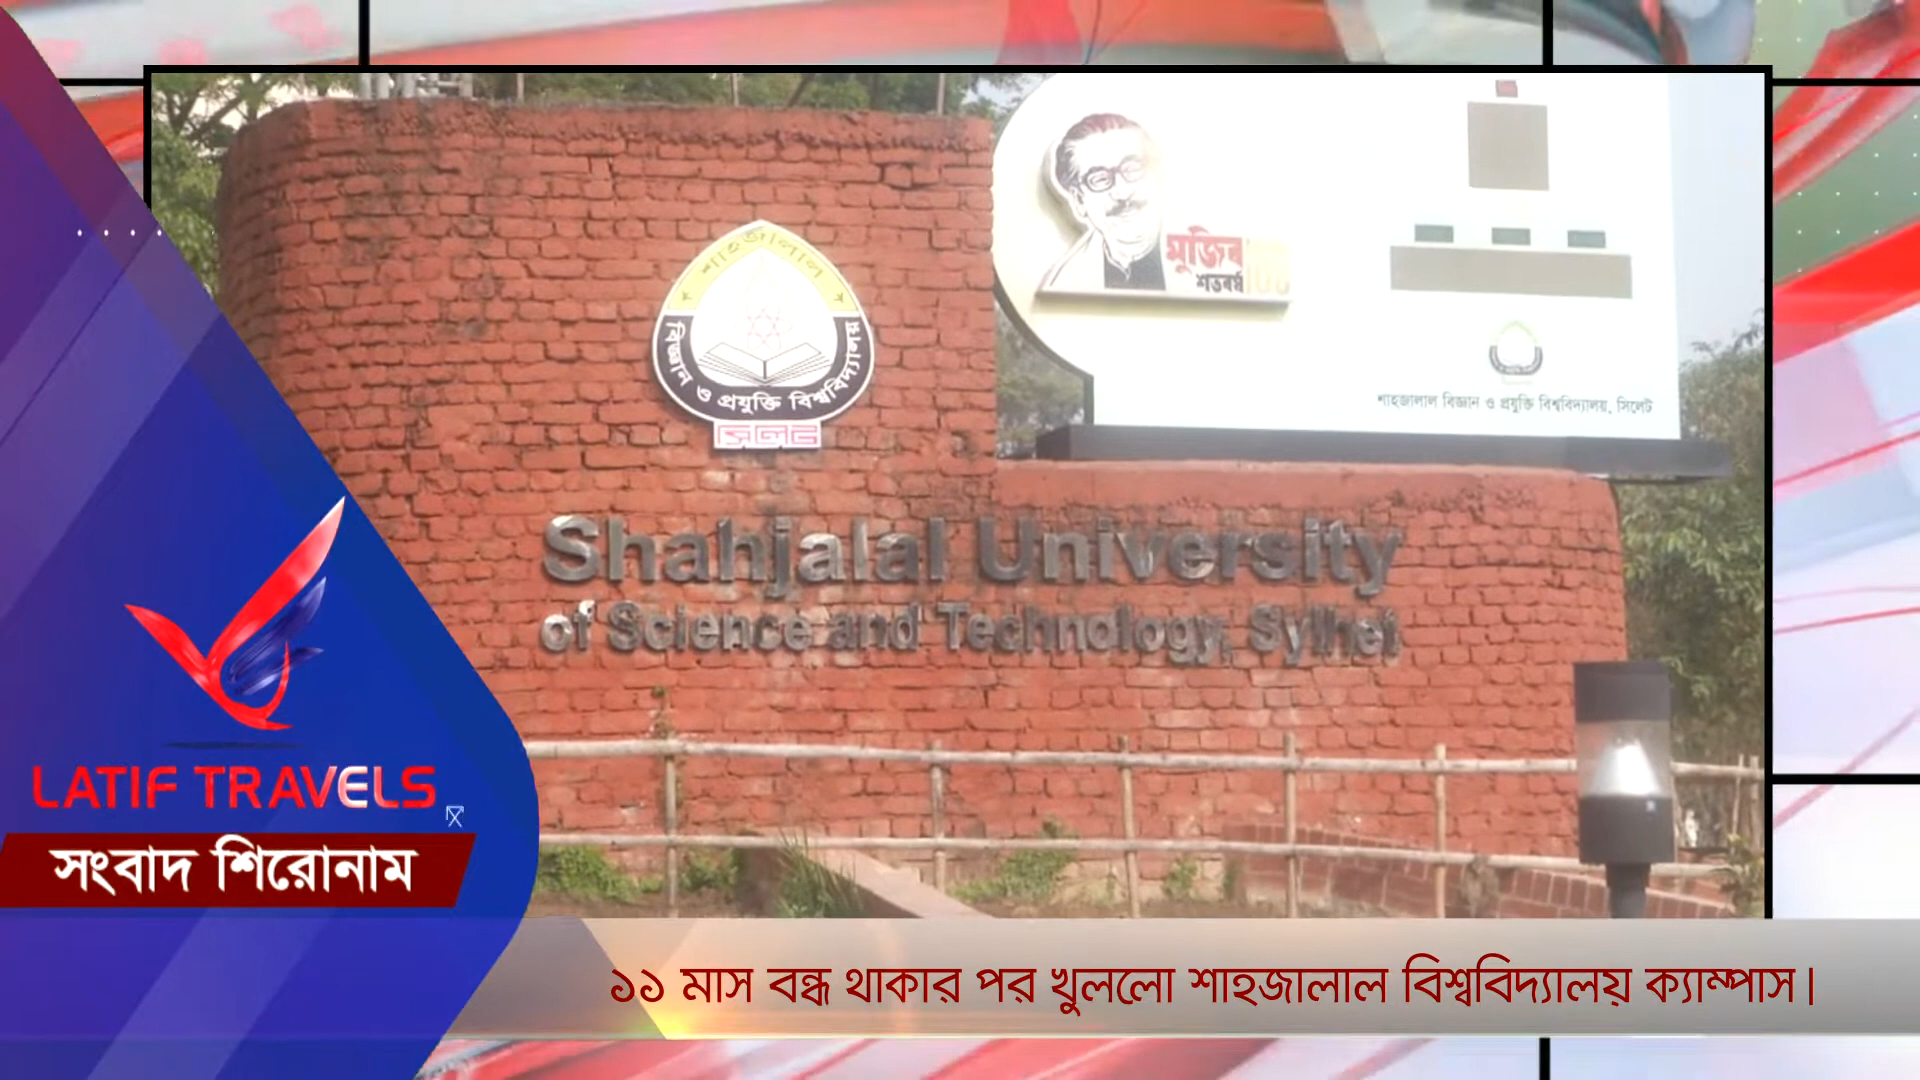 শাহজালাল
বিজ্ঞান ও প্রযুক্তি বিশ্ববিদ্যালয়
সিলেট
মুজিব
শতবর্ষ 100
শাহজালাল বিজ্ঞান ও প্রযুক্তি বিশ্ববিদ্যালয়, সিলেট
Shahjalal University
of Science and Technology, Sylhet
LATIF TRAVELS
সংবাদ শিরোনাম
১১ মাস বন্ধ থাকার পর খুললো শাহজালাল বিশ্ববিদ্যালয় ক্যাম্পাস।